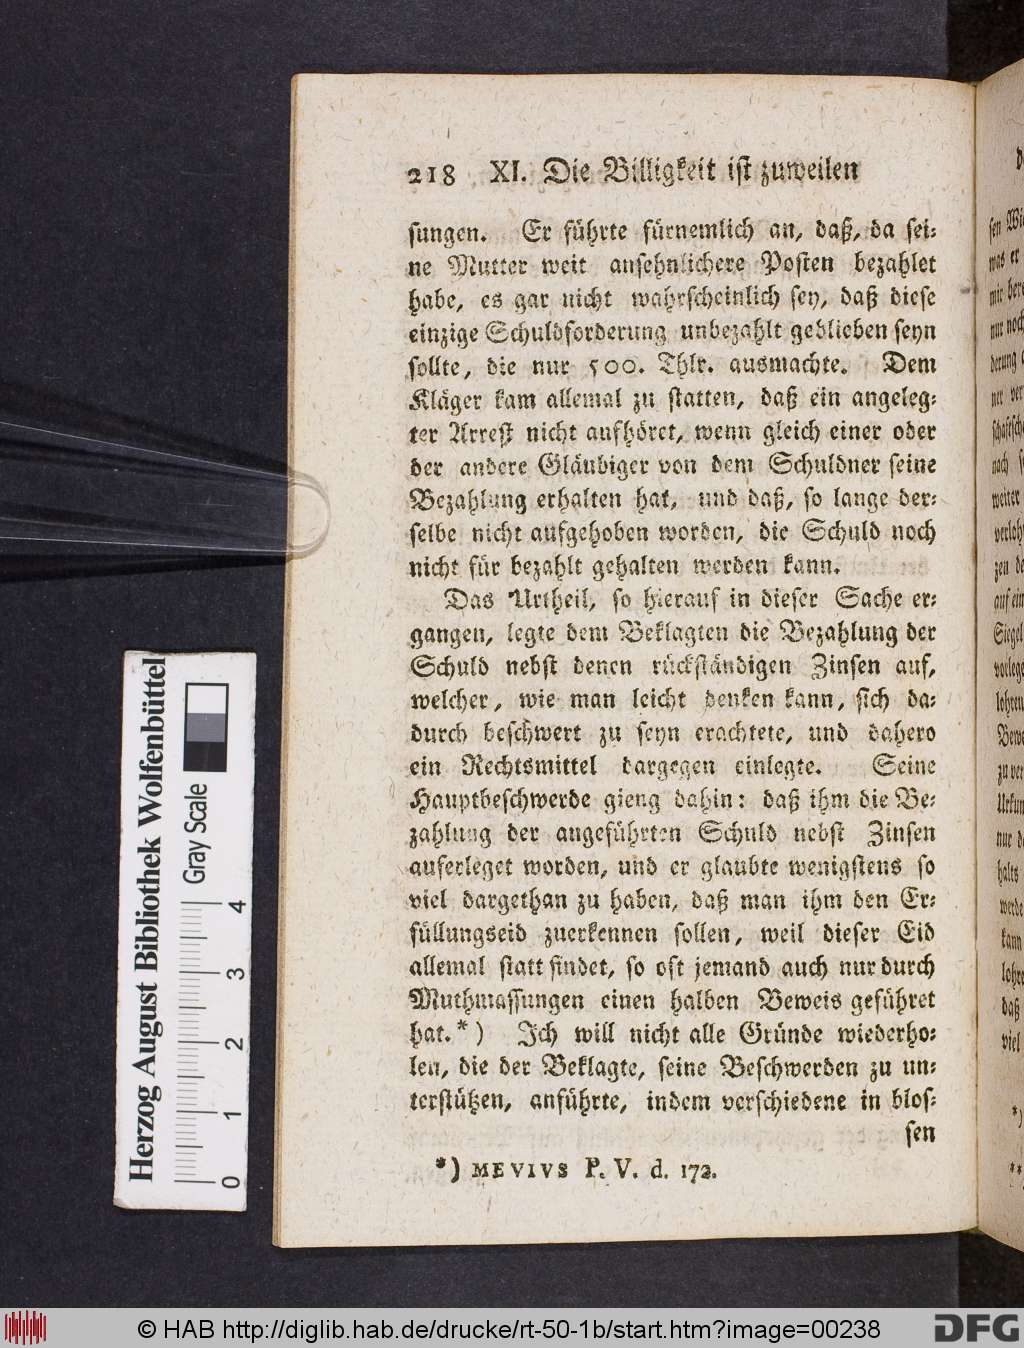 218 XI. Die Billigkeit ist zuweilen
sungen. Er führte fürnemlich an, daß, da sei-
ne Mutter weit ansehnlichere Posten bezahlet
habe, es gar nicht wahrscheinlich sey, daß diese
einzige Schuldforderung unbezahlt geblieben seyn
sollte, die nur 500. Thlr. ausmachte. Dem
Kläger kam allemal zu statten, daß ein angeleg-
ter Arrest nicht aufhöret, wenn gleich einer oder
der andere Gläubiger von dem Schuldner seine
Bezahlung erhalten hat, und daß, so lange der-
selbe nicht aufgehoben worden, die Schuld noch
nicht für bezahlt gehalten werden kann.
Das Urtheil, so hierauf in dieser Sache er-
gangen, legte dem Beklagten die Bezahlung der
Schuld nebst denen rückständigen Zinsen auf,
welcher, wie man leicht denken kann, sich da-
durch beschwert zu seyn erachtete, und dahero
ein Rechtsmittel dargegen einlegte. Seine
Hauptbeschwerde gieng dahin: daß ihm die Be-
zahlung der angeführten Schuld nebst Zinsen
auferleget worden, und er glaubte wenigstens so
viel dargethan zu haben, daß man ihm den Er-
füllungseid zuerkennen sollen, weil dieser Eid
allemal statt findet, so oft jemand auch nur durch
Muthmassungen einen halben Beweis geführet
hat.*) Ich will nicht alle Gründe wiederho-
len, die der Beklagte, seine Beschwerden zu un-
terstützen, anführte, indem verschiedene in blos-
sen
*) MEVIVS P. V. d. 172.
Herzog August Bibliothek Wolfenbüttel
Gray Scale
0 1 2 3 4
© HAB http://diglib.hab.de/drucke/rt-50-1b/start.htm?image=00238
DFG